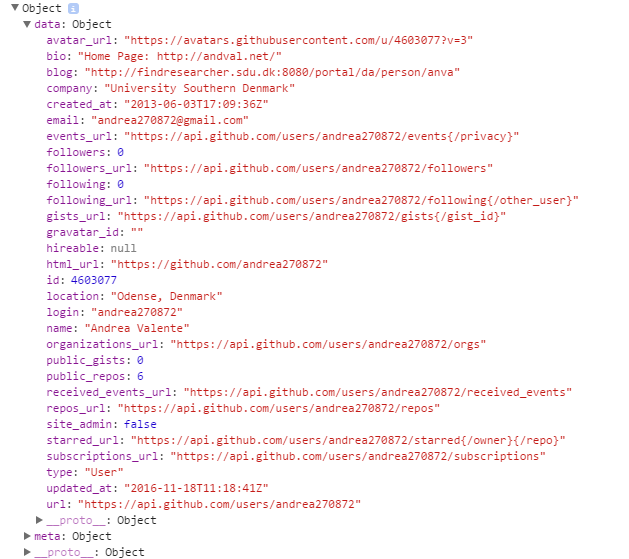 ▼Object i
▼data: Object
avatar_url: "https://avatars.githubusercontent.com/u/4603077?v=3"
bio: "Home Page: http://andval.net/"
blog: "http://findresearcher.sdu.dk:8080/portal/da/person/anva"
company: "University Southern Denmark"
created_at: "2013-06-03T17:09:36Z"
email: "andrea270872@gmail.com"
events_url: "https://api.github.com/users/andrea270872/events{/privacy}"
followers: 0
followers_url: "https://api.github.com/users/andrea270872/followers"
following: 0
following_url: "https://api.github.com/users/andrea270872/following{/other_user}"
gists_url: "https://api.github.com/users/andrea270872/gists{/gist_id}"
gravatar_id: ""
hireable: null
html_url: "https://github.com/andrea270872"
id: 4603077
location: "Odense, Denmark"
login: "andrea270872"
name: "Andrea Valente"
organizations_url: "https://api.github.com/users/andrea270872/orgs"
public_gists: 0
public_repos: 6
received_events_url: "https://api.github.com/users/andrea270872/received_events"
repos_url: "https://api.github.com/users/andrea270872/repos"
site_admin: false
starred_url: "https://api.github.com/users/andrea270872/starred{/owner}{/repo}"
subscriptions_url: "https://api.github.com/users/andrea270872/subscriptions"
type: "User"
updated_at: "2016-11-18T11:18:41Z"
url: "https://api.github.com/users/andrea270872"
▶__proto__: Object
▶meta: Object
▶__proto__: Object